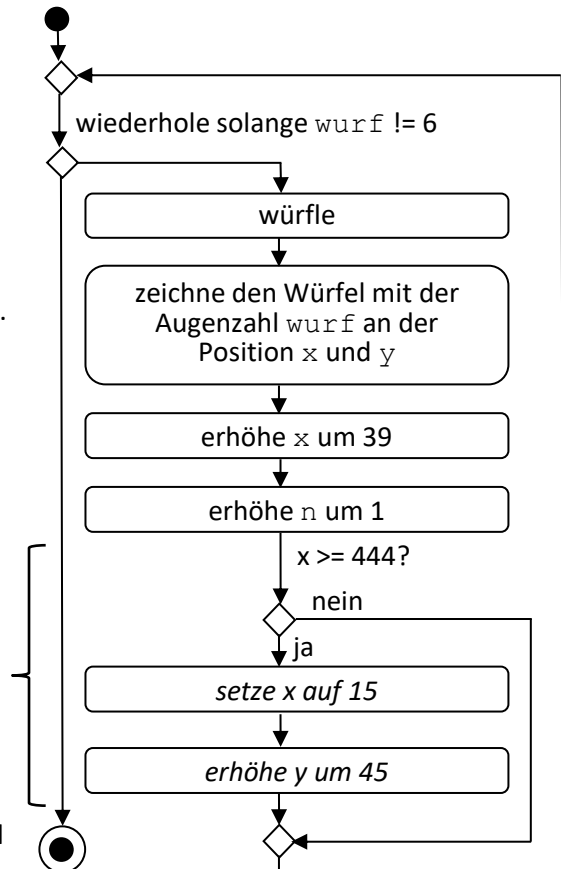 wiederhole solange wurf != 6
würfle
zeichne den Würfel mit der
Augenzahl wurf an der
Position x und y
erhöhe x um 39
erhöhe n um 1
x >= 444?
nein
ja
setze x auf 15
erhöhe y um 45